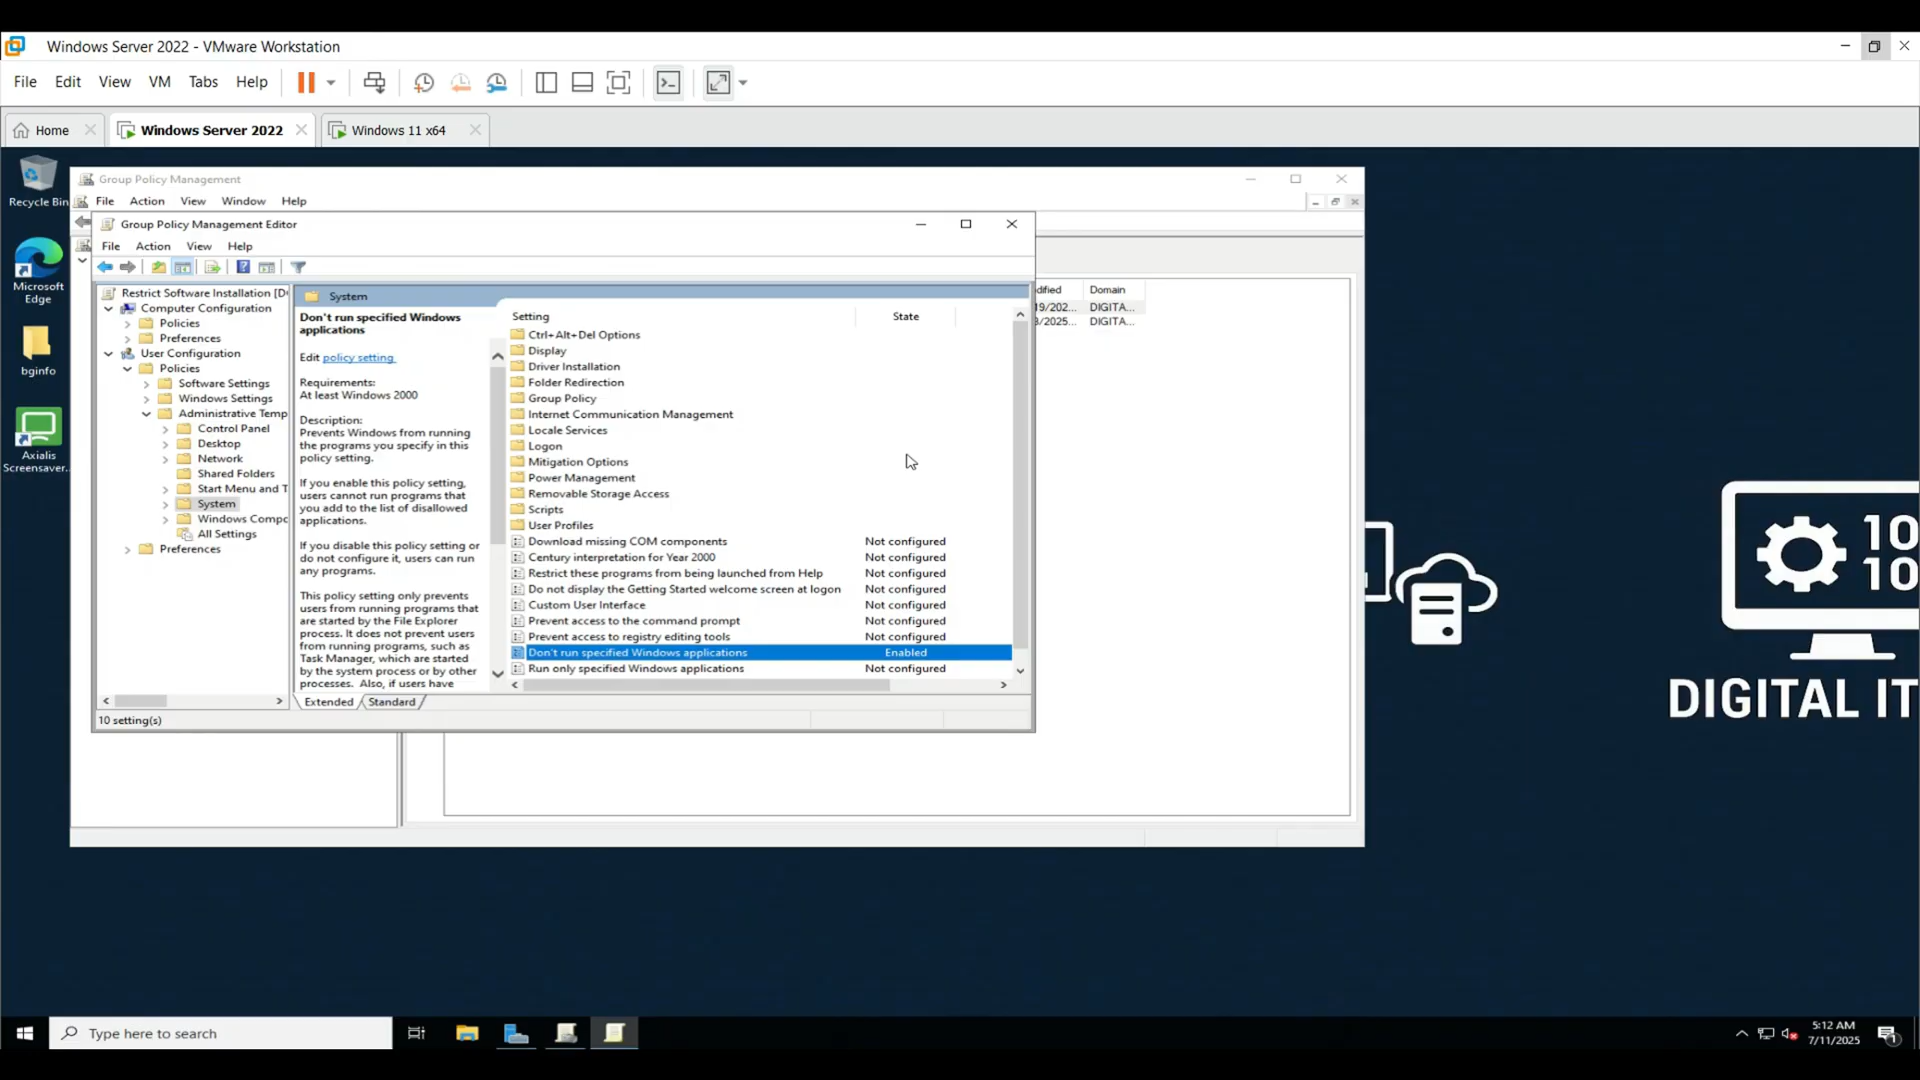 Windows Server 2022 - VMware Workstation
File Edit View VM Tabs Help
Home
Windows Server 2022
Windows 11 x64
Recycle Bin
Microsoft
Edge
bginfo
Axialis
Screensaver...
Group Policy Management
File Action View Window Help
Group Policy Management Editor
File Action View Help
Restrict Software Installation [D
Computer Configuration
Policies
Preferences
User Configuration
Policies
Software Settings
Windows Settings
Administrative Temp
Control Panel
Desktop
Network
Shared Folders
Start Menu and T
System
Windows Compo
All Settings
Preferences
System
Don't run specified Windows
applications
Edit policy setting.
Requirements:
At least Windows 2000
Description:
Prevents Windows from running
the programs you specify in this
policy setting.
If you enable this policy setting,
users cannot run programs that
you add to the list of disallowed
applications.
If you disable this policy setting or
do not configure it, users can run
any programs.
This policy setting only prevents
users from running programs that
are started by the File Explorer
process. It does not prevent users
from running programs, such as
Task Manager, which are started
by the system process or by other
processes. Also, if users have
Setting State
Ctrl+Alt+Del Options
Display
Driver Installation
Folder Redirection
Group Policy
Internet Communication Management
Locale Services
Logon
Mitigation Options
Power Management
Removable Storage Access
Scripts
User Profiles
Download missing COM components Not configured
Century interpretation for Year 2000 Not configured
Restrict these programs from being launched from Help Not configured
Do not display the Getting Started welcome screen at logon Not configured
Custom User Interface Not configured
Prevent access to the command prompt Not configured
Prevent access to registry editing tools Not configured
Don't run specified Windows applications Enabled
Run only specified Windows applications Not configured
Extended Standard
10 setting(s)
dified Domain
19/202... DIGITA...
/2025... DIGITA...
10
10
DIGITAL IT
Type here to search
5:12 AM
7/11/2025
1